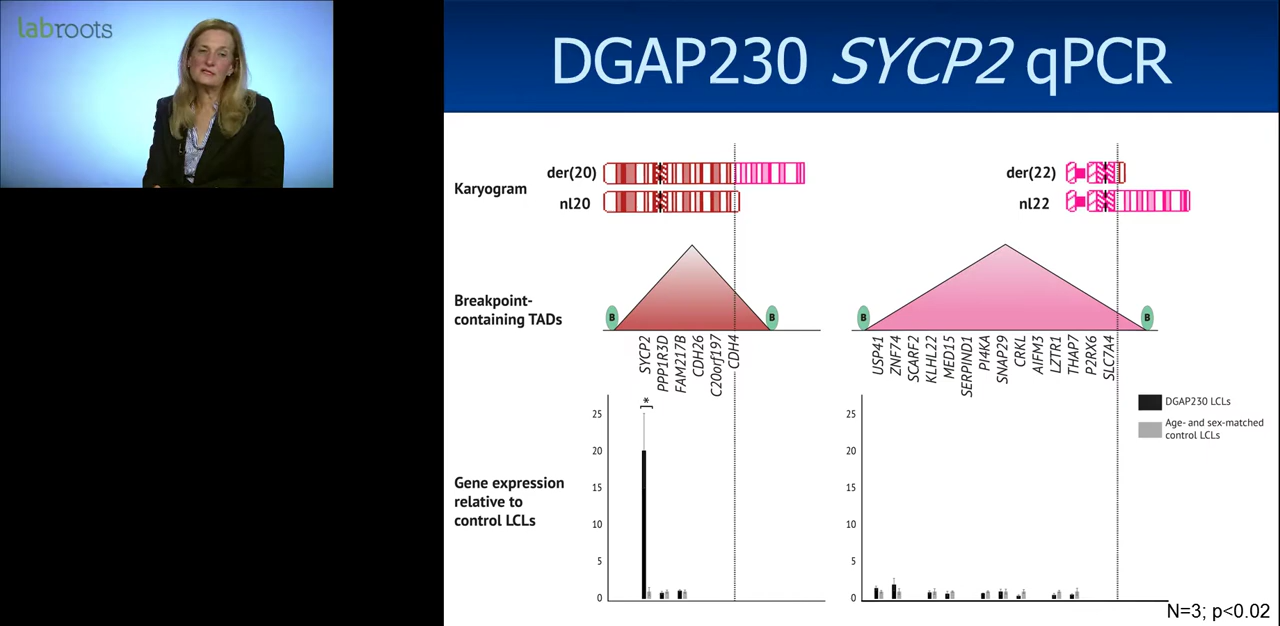 labroots
DGAP230 SYCP2 qPCR
Karyogram
der(20)
nl20
der(22)
nl22
Breakpoint-
containing TADs
B
B
B
B
SYCP2
PPP1R3D
FAM217B
CDH26
C20orf197
CDH4
USP41
ZNF74
SCARF2
KLHL22
MED15
SERPIND1
PI4KA
SNAP29
CRKL
AIFM3
LZTR1
THAP7
P2RX6
SLC7A4
Gene expression
relative to
control LCLs
25
20
15
10
5
0
]*
25
20
15
10
5
0
DGAP230 LCLs
Age- and sex-matched
control LCLs
N=3; p<0.02